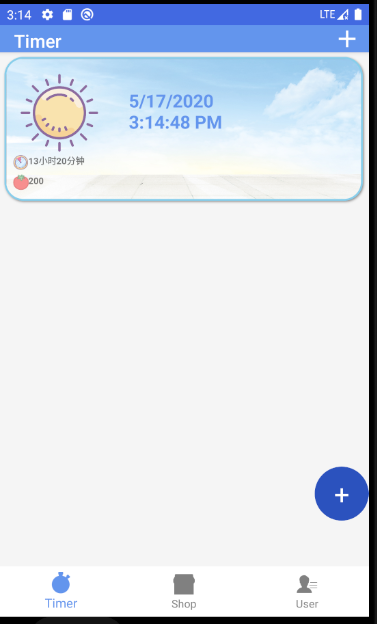 3:14 LTE
Timer +
5/17/2020
3:14:48 PM
13小时20分钟
200
+
Timer Shop User